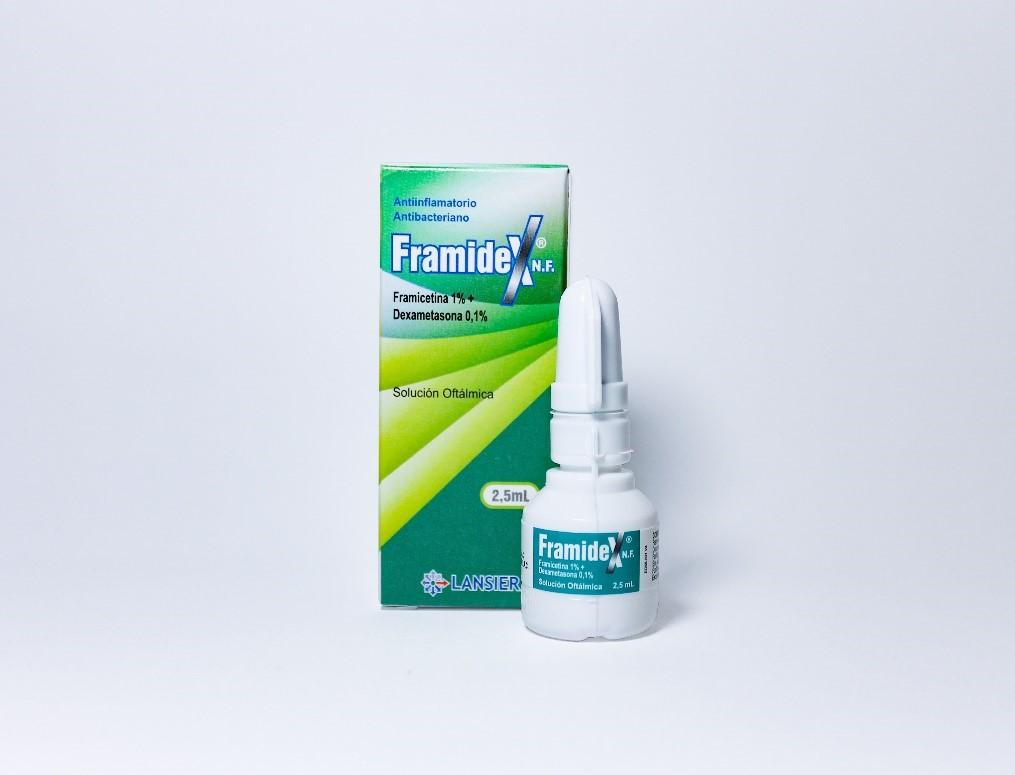 Antiinflamatorio
Antibacteriano
FramideX®
N.F.
Framicetina 1% +
Dexametasona 0,1%
Solución Oftálmica
2,5mL
LANSIER
FramideX®
N.F.
Framicetina 1% +
Dexametasona 0,1%
Solución Oftálmica 2,5 mL